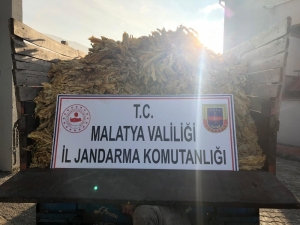 T.C.
MALATYA VALİLİĞİ
İL JANDARMA KOMUTANLIĞI